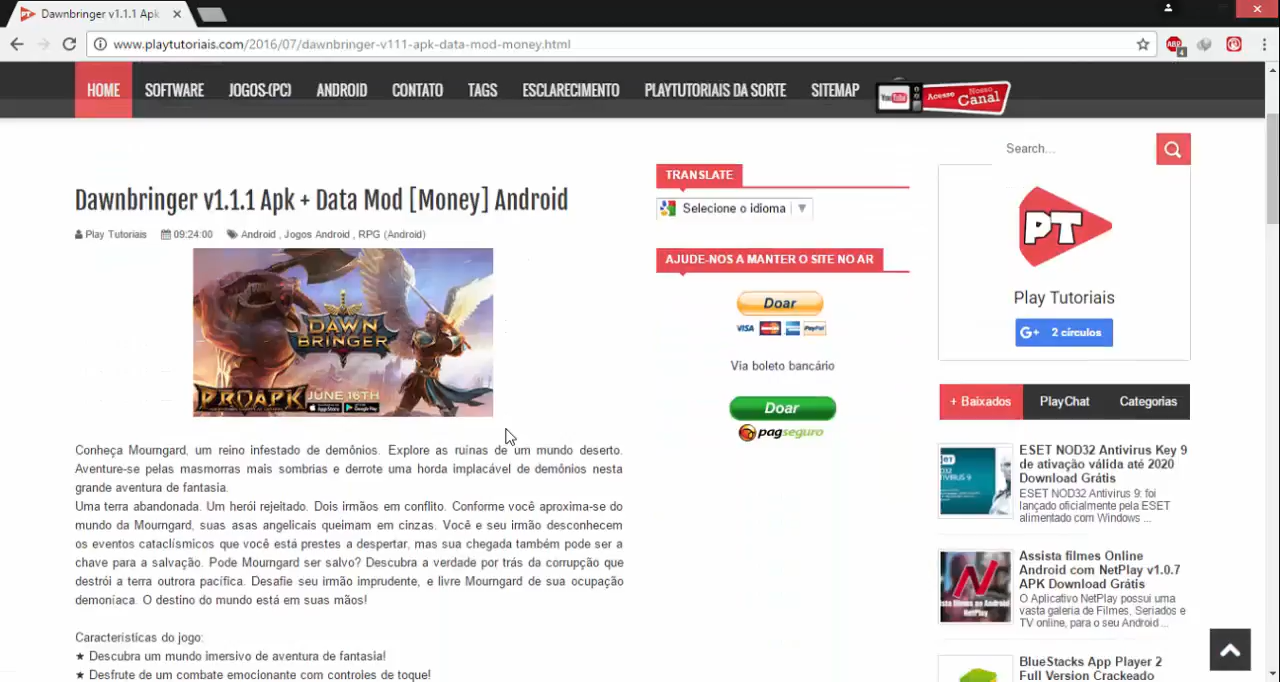 Dawnbringer v1.1.1 Apk
www.playtutoriais.com/2016/07/dawnbringer-v111-apk-data-mod-money.html
ABP
4
HOME SOFTWARE JOGOS-(PC) ANDROID CONTATO TAGS ESCLARECIMENTO PLAYTUTORIAIS DA SORTE SITEMAP
YouTube Acesse Nosso Canal
Search...
Dawnbringer v1.1.1 Apk + Data Mod [Money] Android
Play Tutoriais 09:24:00 Android , Jogos Android , RPG (Android)
DAWN
BRINGER
PROAPK
JUNE 16TH
App Store Google Play
Conheça Mourngard, um reino infestado de demônios. Explore as ruínas de um mundo deserto.
Aventure-se pelas masmorras mais sombrias e derrote uma horda implacável de demônios nesta
grande aventura de fantasia.
Uma terra abandonada. Um herói rejeitado. Dois irmãos em conflito. Conforme você aproxima-se do
mundo da Mourngard, suas asas angelicais queimam em cinzas. Você e seu irmão desconhecem
os eventos cataclísmicos que você está prestes a despertar, mas sua chegada também pode ser a
chave para a salvação. Pode Mourngard ser salvo? Descubra a verdade por trás da corrupção que
destrói a terra outrora pacífica. Desafie seu irmão imprudente, e livre Mourngard de sua ocupação
demoníaca. O destino do mundo está em suas mãos!
Características do jogo:
★ Descubra um mundo imersivo de aventura de fantasia!
★ Desfrute de um combate emocionante com controles de toque!
TRANSLATE
Selecione o idioma ▼
AJUDE-NOS A MANTER O SITE NO AR
Doar
VISA PayPal
Via boleto bancário
Doar
pagseguro
PT
Play Tutoriais
G+ 2 círculos
+ Baixados PlayChat Categorias
ESET NOD32 Antivirus Key 9
de ativação válida até 2020
Download Grátis
ESET NOD32 Antivirus 9: foi
lançado oficialmente pela ESET
alimentado com Windows ...
Assista filmes Online
Android com NetPlay v1.0.7
APK Download Grátis
O Aplicativo NetPlay possui uma
vasta galeria de Filmes, Seriados e
TV online, para o seu Android ...
BlueStacks App Player 2
Full Version Crackeado